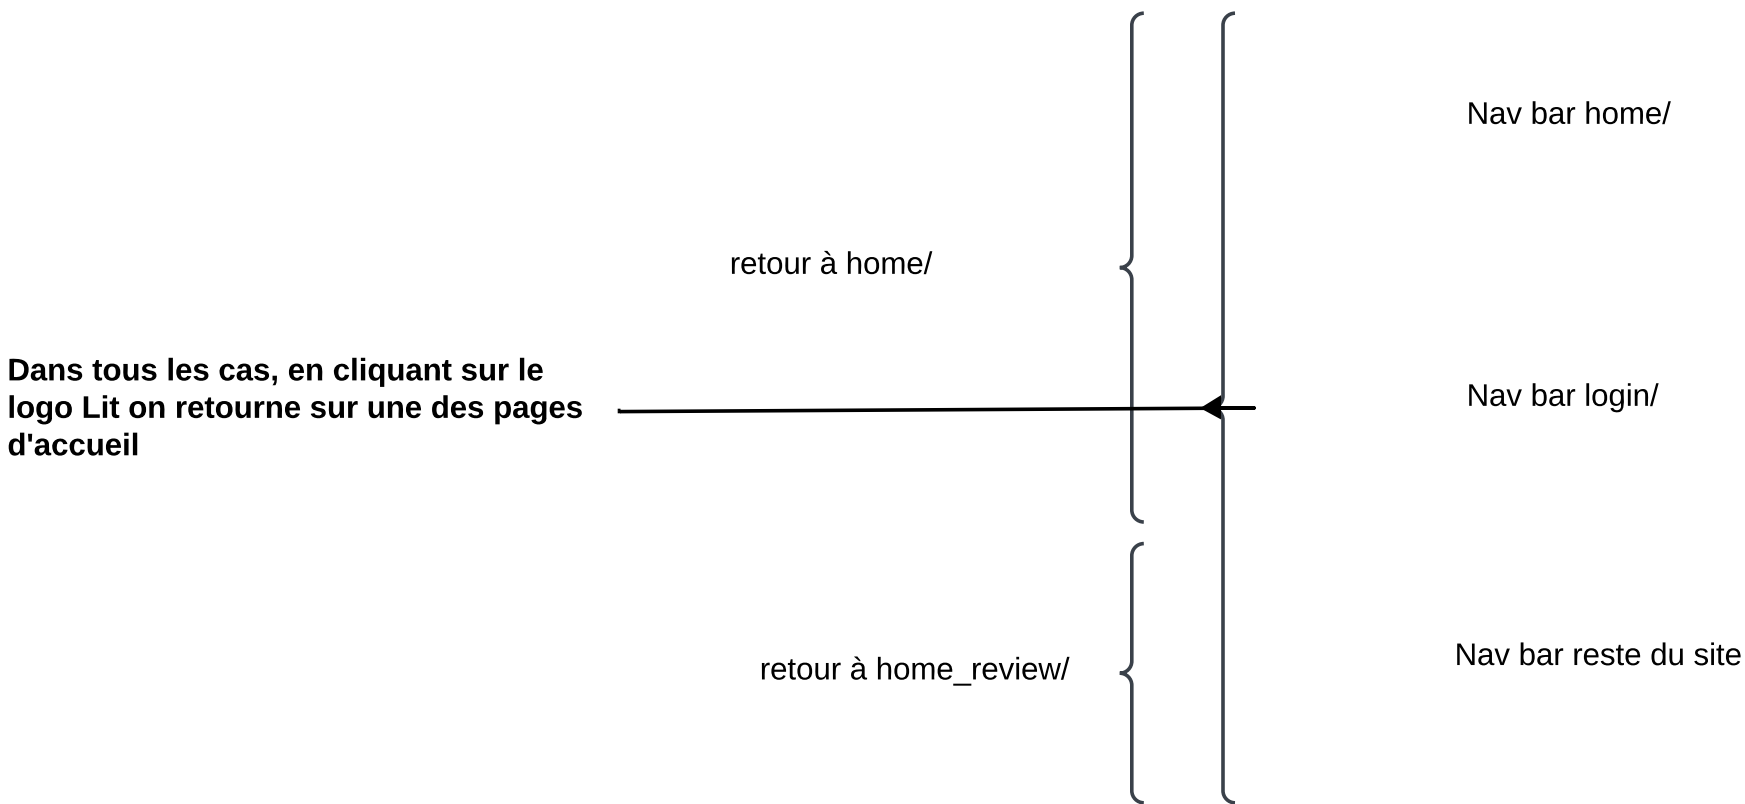 Nav bar home/
retour à home/
Dans tous les cas, en cliquant sur le
logo Lit on retourne sur une des pages
d'accueil
Nav bar login/
retour à home_review/
Nav bar reste du site